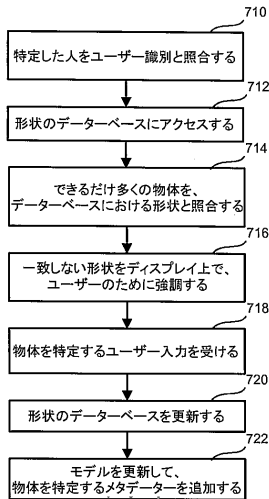 710
特定した人をユーザー識別と照合する
712
形状のデーターベースにアクセスする
714
できるだけ多くの物体を、
データーベースにおける形状と照合する
716
一致しない形状をディスプレイ上で、
ユーザーのために強調する
718
物体を特定するユーザー入力を受ける
720
形状のデーターベースを更新する
722
モデルを更新して、
物体を特定するメタデーターを追加する